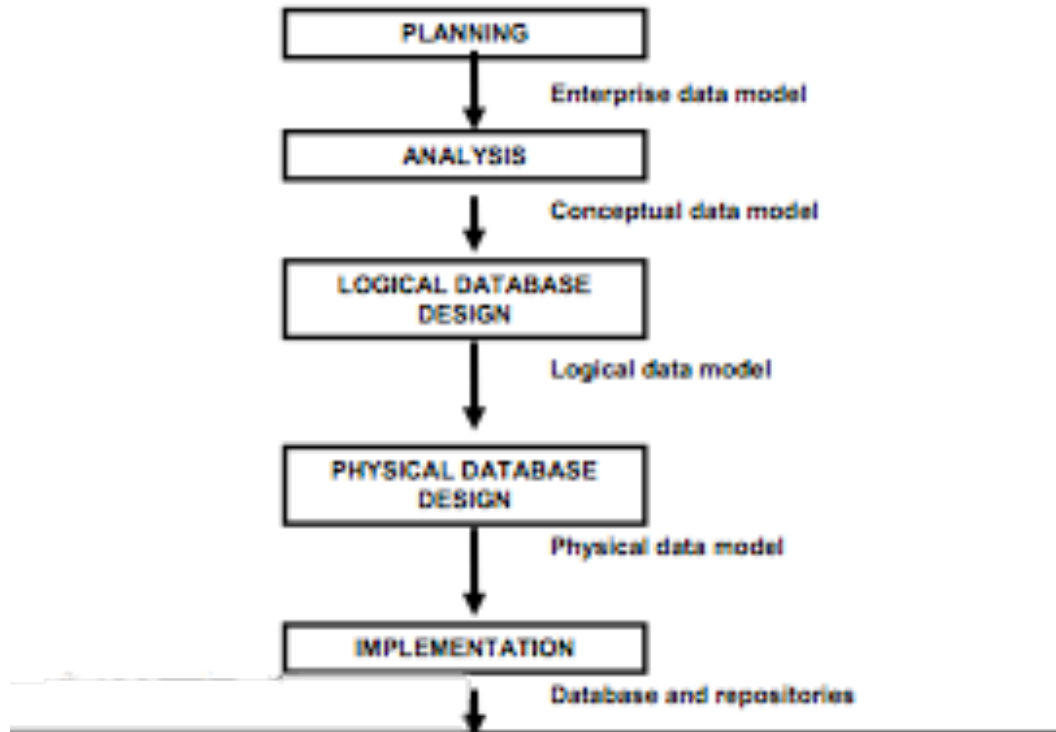 PLANNING
Enterprise data model
ANALYSIS
Conceptual data model
LOGICAL DATABASE
DESIGN
Logical data model
PHYSICAL DATABASE
DESIGN
Physical data model
IMPLEMENTATION
Database and repositories